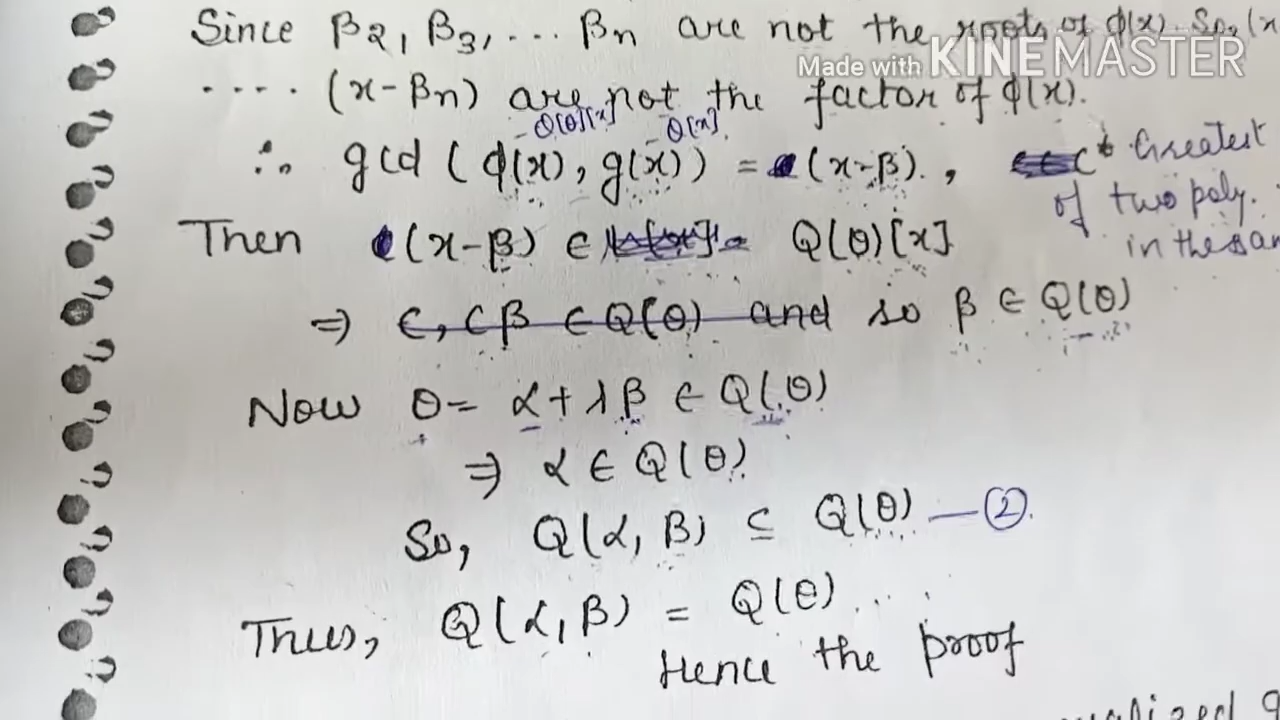 Since β2, β3, ... βn are not the roots of ϕ(x). So, (x
Made with KINEMASTER
.... (x-βn) are not the factor of ϕ(x).
Q(θ)[x] Q[x]
∴ gcd (ϕ(x), g(x)) = (x-β). , Greatest
of two poly.
Then (x-β) ∈ Q(θ)[x]
in the sam
⇒ c, cβ ∈ Q(θ) and so β ∈ Q(θ)
Now θ = α + λβ ∈ Q(θ)
⇒ α ∈ Q(θ)
So, Q(α, β) ⊆ Q(θ) — ②.
Thus, Q(α, β) = Q(θ) ...
Hence the proof